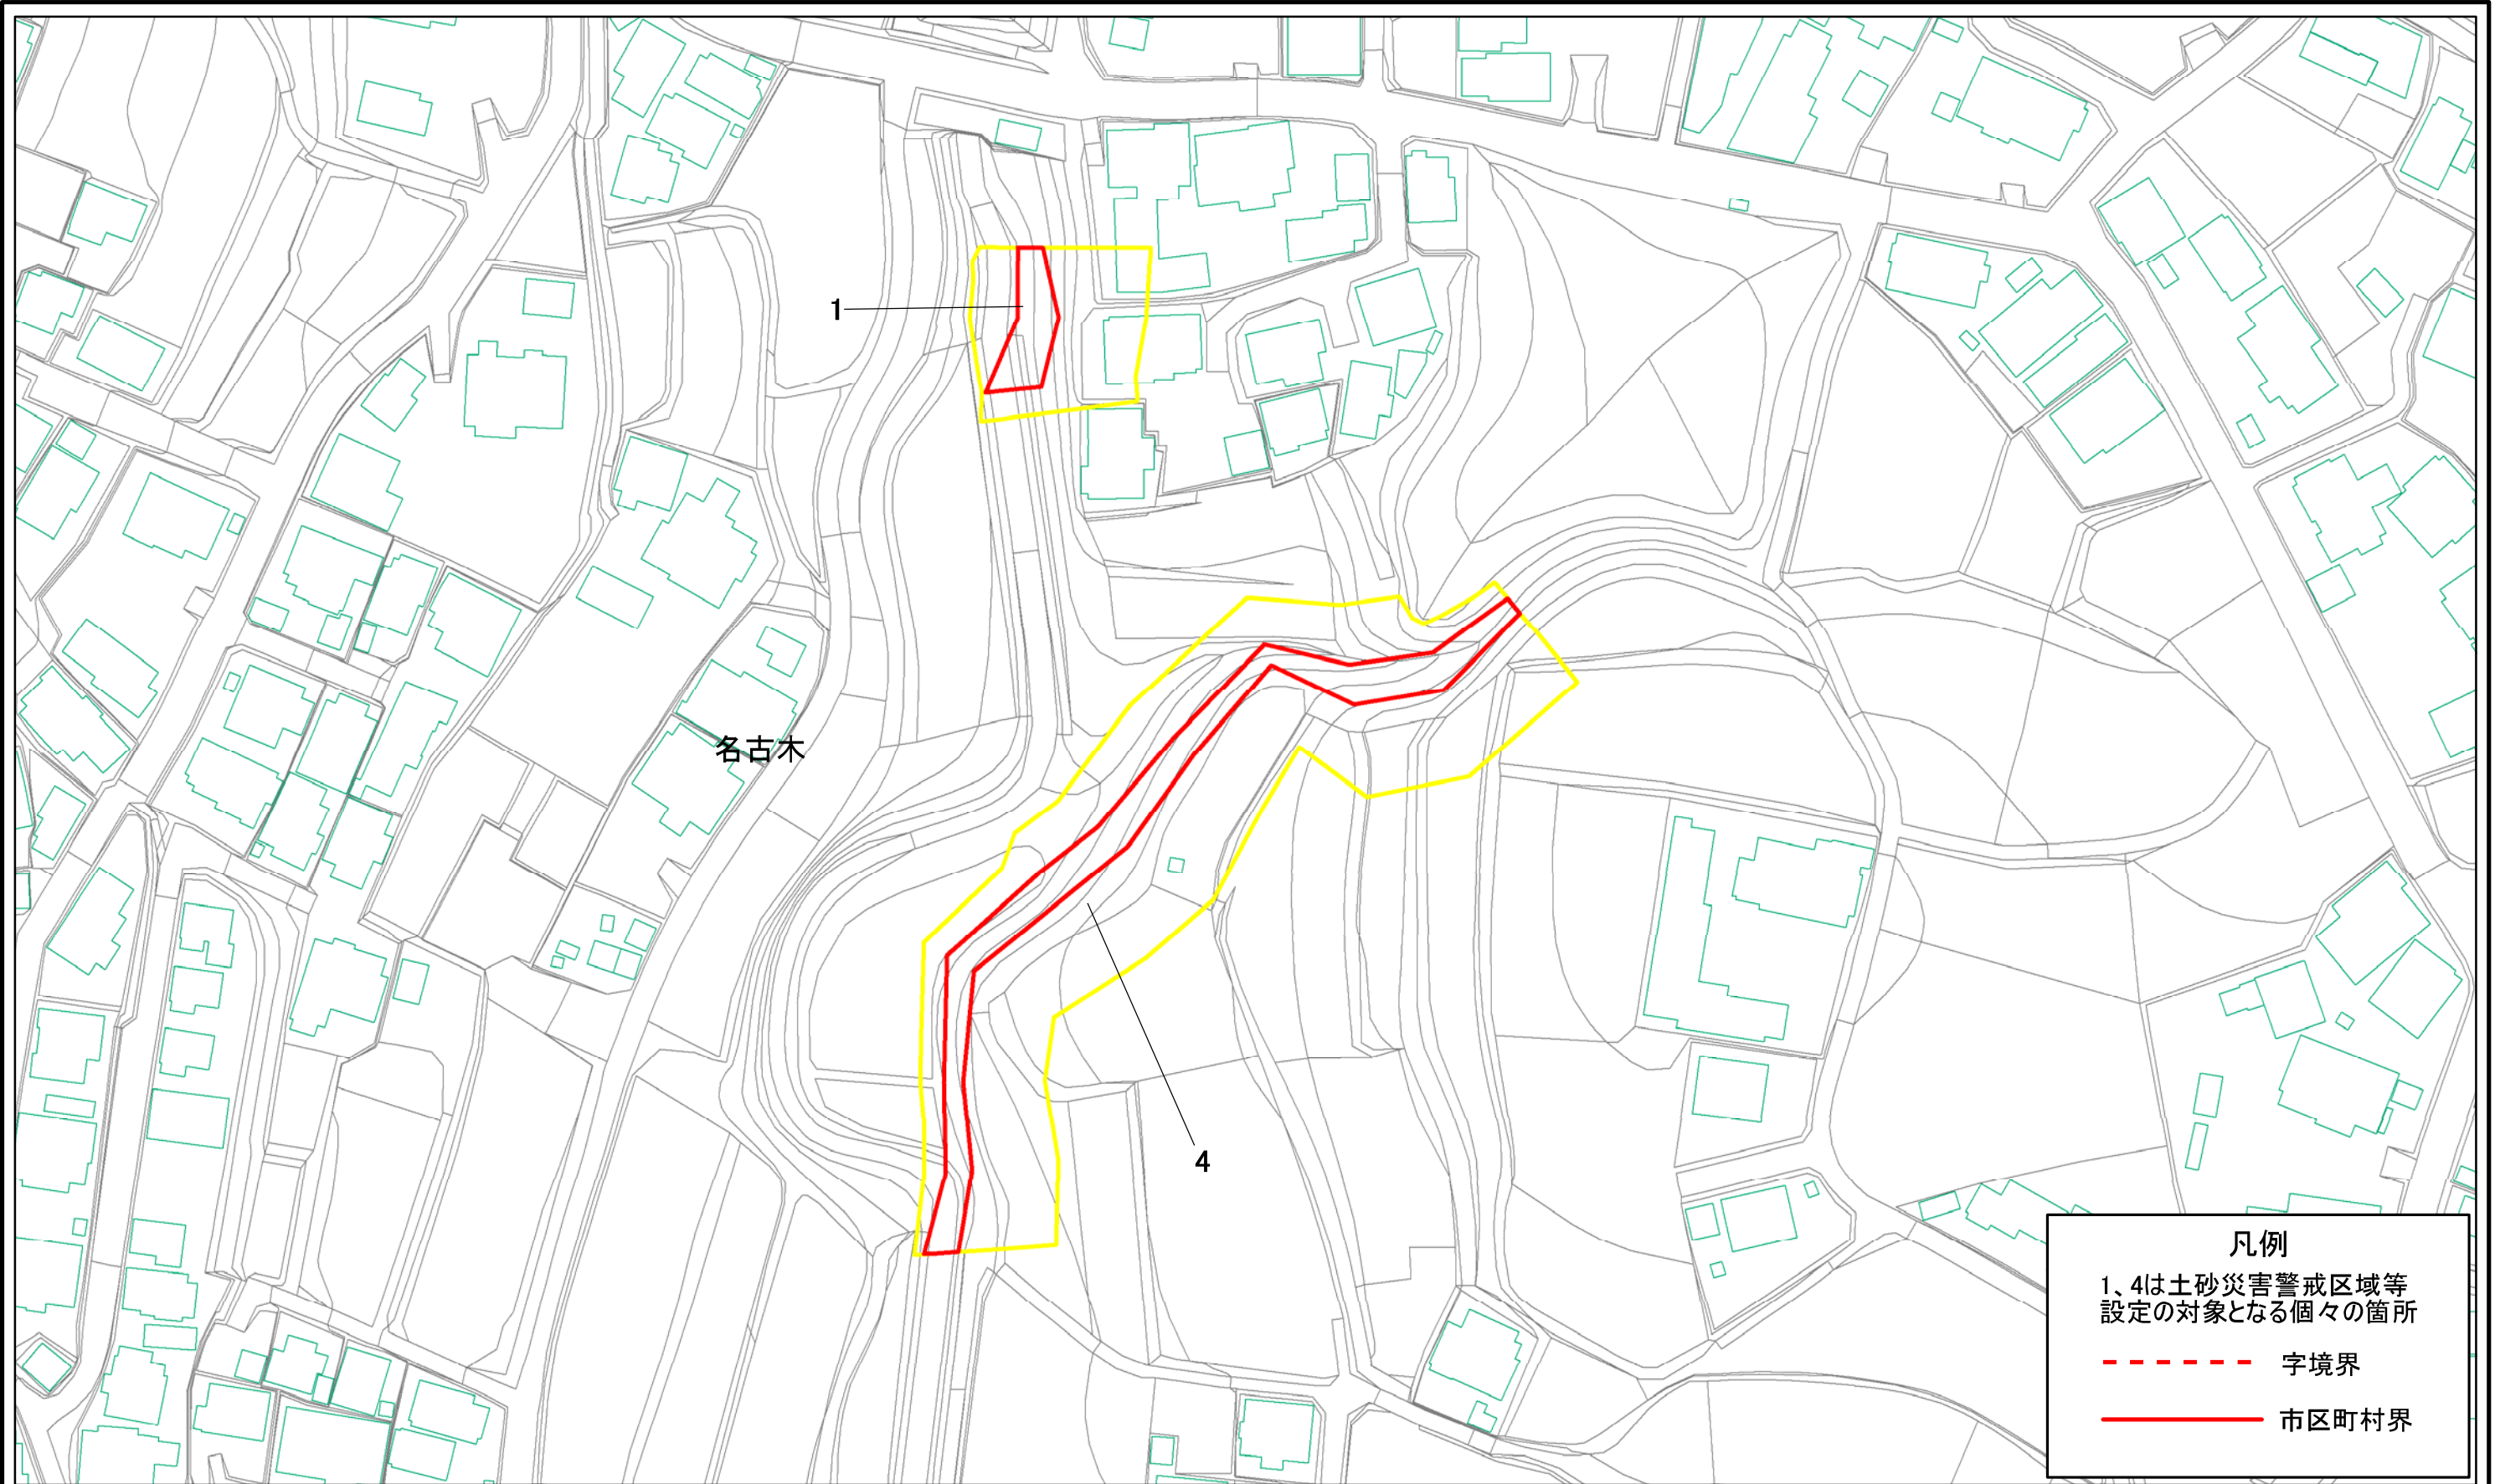 1
名古木
4
凡例
1、4は土砂災害警戒区域等
設定の対象となる個々の箇所
字境界
市区町村界